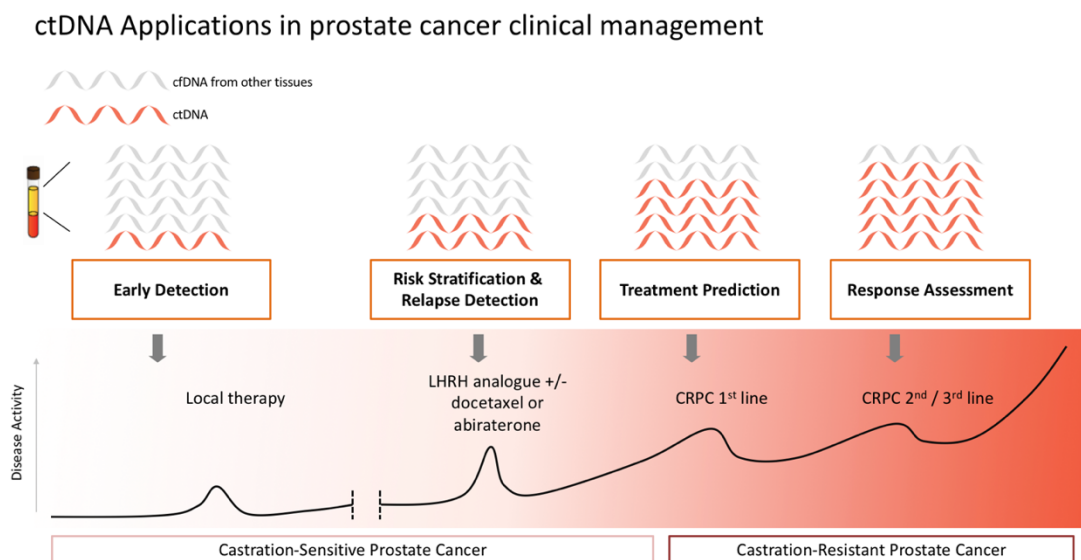 ctDNA Applications in prostate cancer clinical management
cfDNA from other tissues
ctDNA
Early Detection
Risk Stratification &
Relapse Detection
Treatment Prediction
Response Assessment
Disease Activity
Local therapy
LHRH analogue +/-
docetaxel or
abiraterone
CRPC 1st line
CRPC 2nd / 3rd line
Castration-Sensitive Prostate Cancer
Castration-Resistant Prostate Cancer